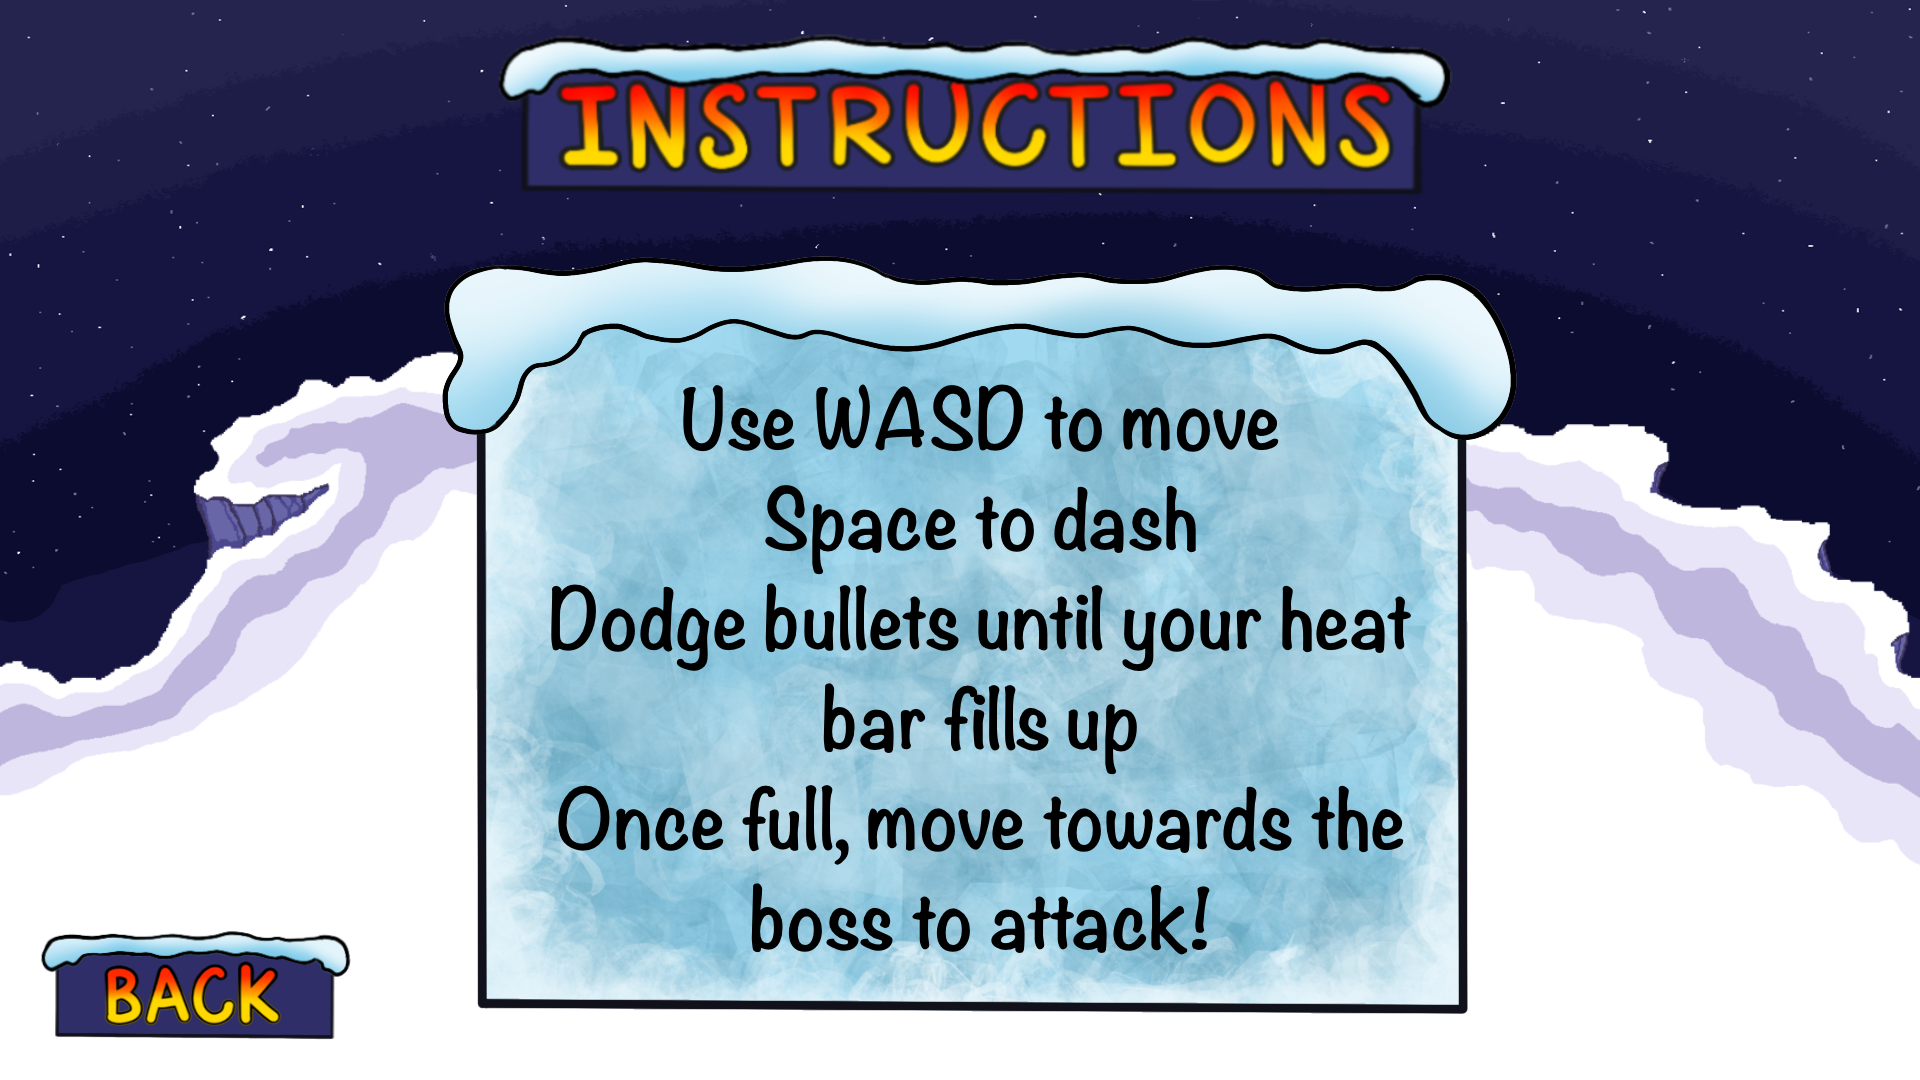 INSTRUCTIONS
Use WASD to move
Space to dash
Dodge bullets until your heat
bar fills up
Once full, move towards the
boss to attack!
BACK